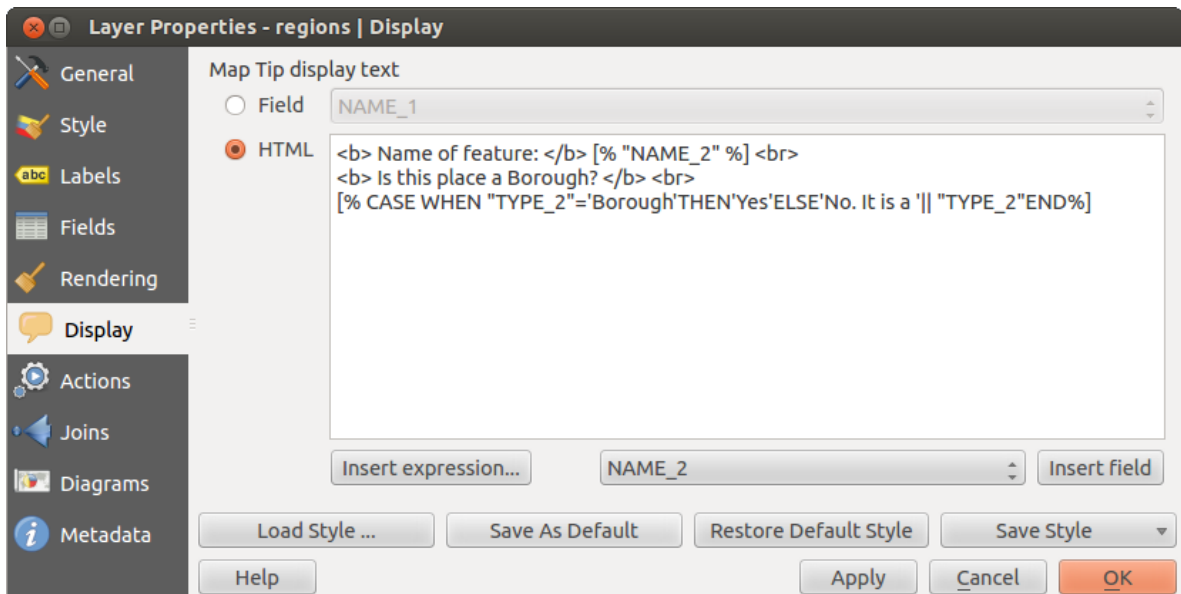 Layer Properties - regions | Display
General
Style
abc Labels
Fields
Rendering
Display
Actions
Joins
Diagrams
Metadata
Map Tip display text
Field NAME_1
HTML
<b> Name of feature: </b> [% "NAME_2" %] <br>
<b> Is this place a Borough? </b> <br>
[% CASE WHEN "TYPE_2"='Borough'THEN'Yes'ELSE'No. It is a '|| "TYPE_2"END%]
Insert expression... NAME_2 Insert field
Load Style ... Save As Default Restore Default Style Save Style
Help Apply Cancel OK